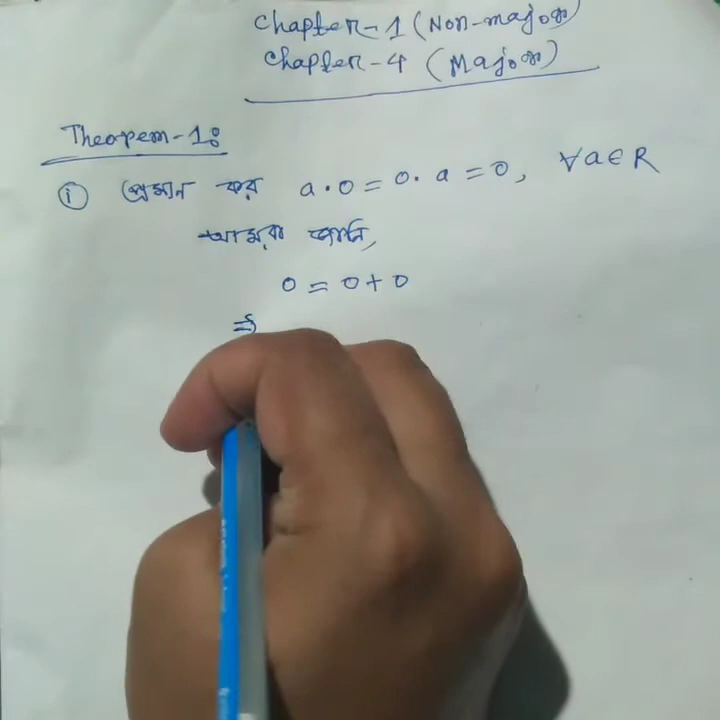 Chapter-1 (Non-major)
Chapter-4 (Major)
Theorem-1:
i প্রমান কর a·0=0·a=0, ∀a∈R
আমরা জানি,
0=0+0
⇒